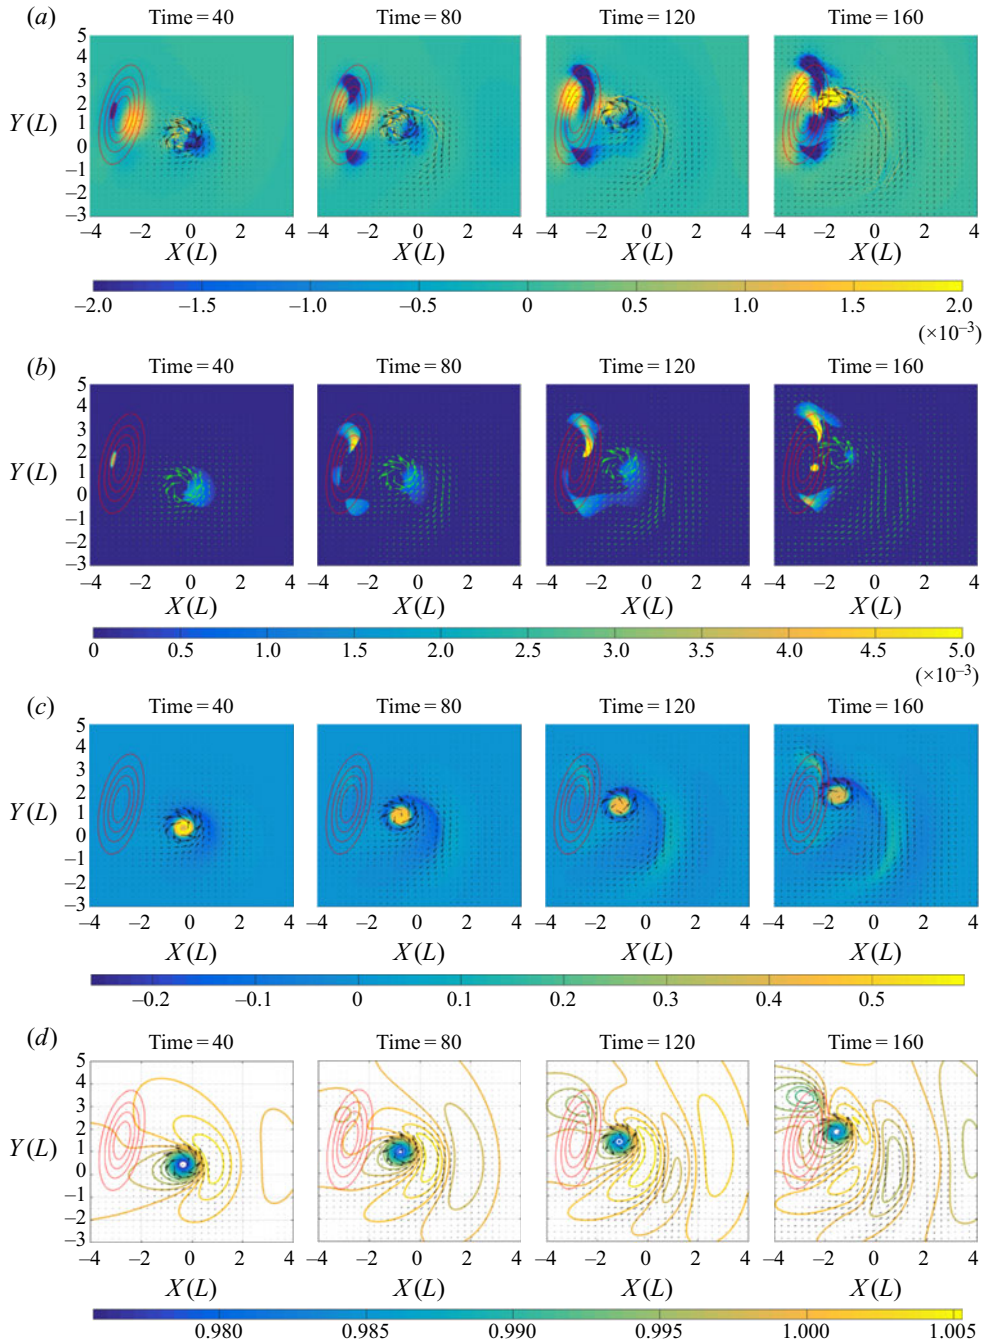 (a) Time = 40 Time = 80 Time = 120 Time = 160
5
4
3
2
Y(L) 1
0
–1
–2
–3
–4 –2 0 2 4 –4 –2 0 2 4 –4 –2 0 2 4 –4 –2 0 2 4
X(L) X(L) X(L) X(L)
–2.0 –1.5 –1.0 –0.5 0 0.5 1.0 1.5 2.0
(×10–3)
(b) Time = 40 Time = 80 Time = 120 Time = 160
5
4
3
2
Y(L) 1
0
–1
–2
–3
–4 –2 0 2 4 –4 –2 0 2 4 –4 –2 0 2 4 –4 –2 0 2 4
X(L) X(L) X(L) X(L)
0 0.5 1.0 1.5 2.0 2.5 3.0 3.5 4.0 4.5 5.0
(×10–3)
(c) Time = 40 Time = 80 Time = 120 Time = 160
5
4
3
2
Y(L) 1
0
–1
–2
–3
–4 –2 0 2 4 –4 –2 0 2 4 –4 –2 0 2 4 –4 –2 0 2 4
X(L) X(L) X(L) X(L)
–0.2 –0.1 0 0.1 0.2 0.3 0.4 0.5
(d) Time = 40 Time = 80 Time = 120 Time = 160
5
4
3
2
Y(L) 1
0
–1
–2
–3
–4 –2 0 2 4 –4 –2 0 2 4 –4 –2 0 2 4 –4 –2 0 2 4
X(L) X(L) X(L) X(L)
0.980 0.985 0.990 0.995 1.000 1.005